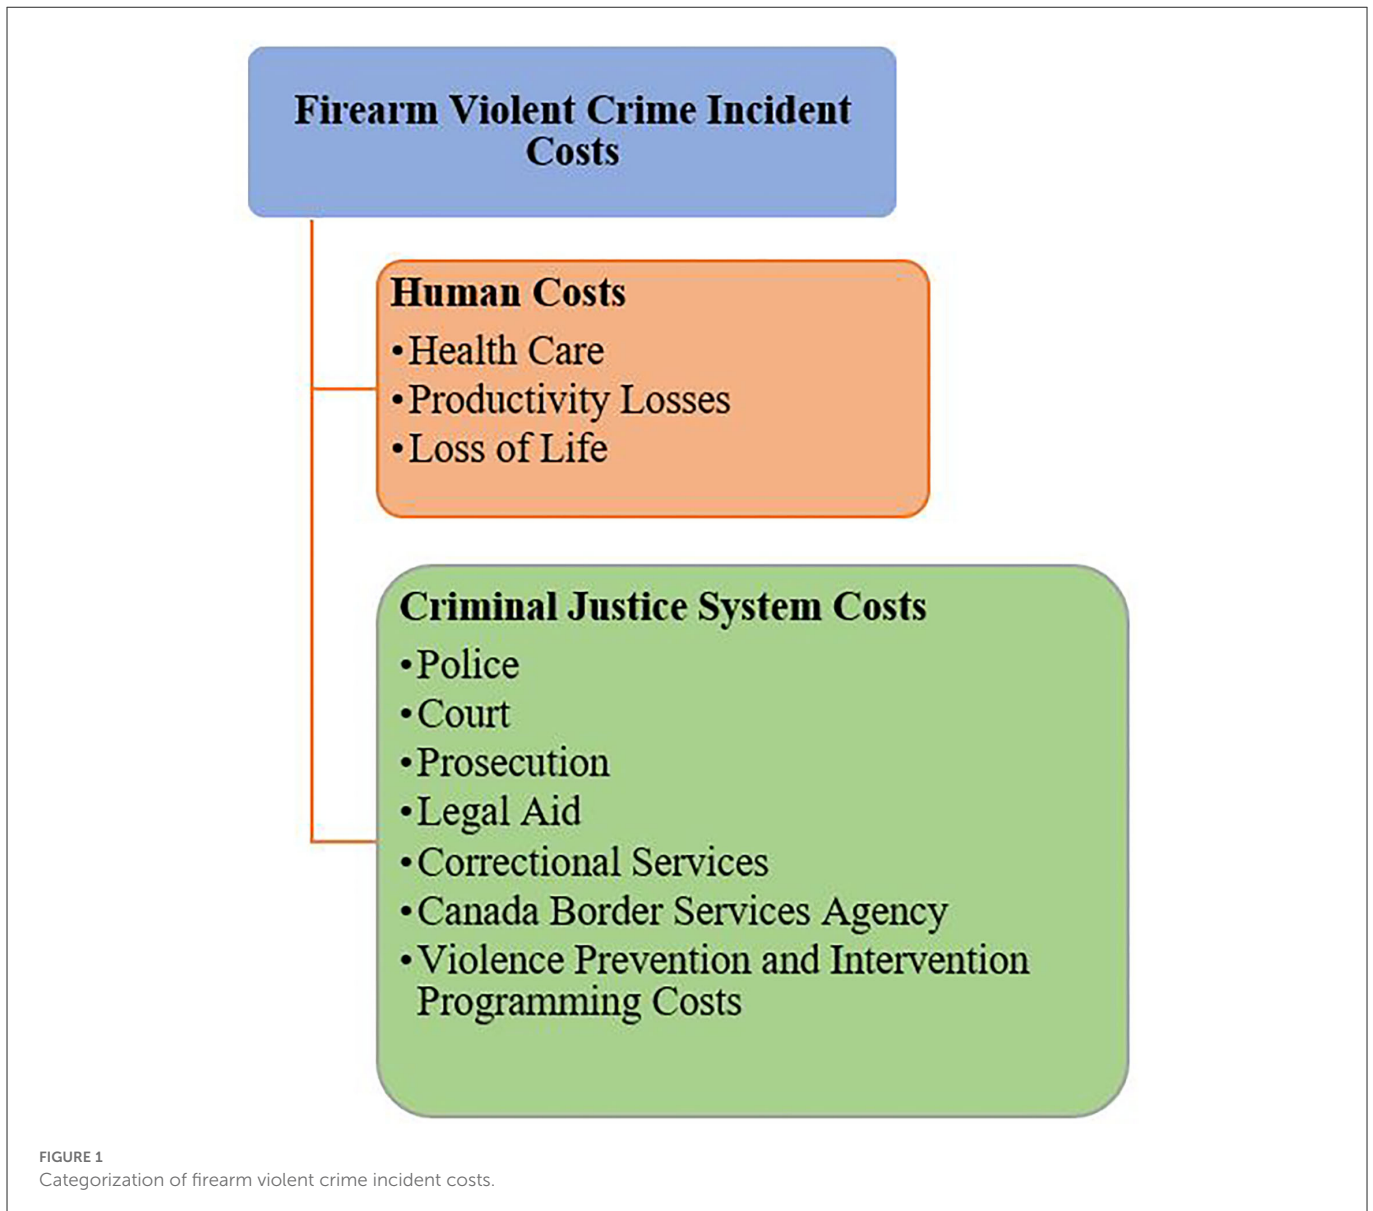 Firearm Violent Crime Incident
Costs
Human Costs
•Health Care
•Productivity Losses
•Loss of Life
Criminal Justice System Costs
•Police
•Court
•Prosecution
•Legal Aid
•Correctional Services
•Canada Border Services Agency
•Violence Prevention and Intervention
Programming Costs
FIGURE 1
Categorization of firearm violent crime incident costs.